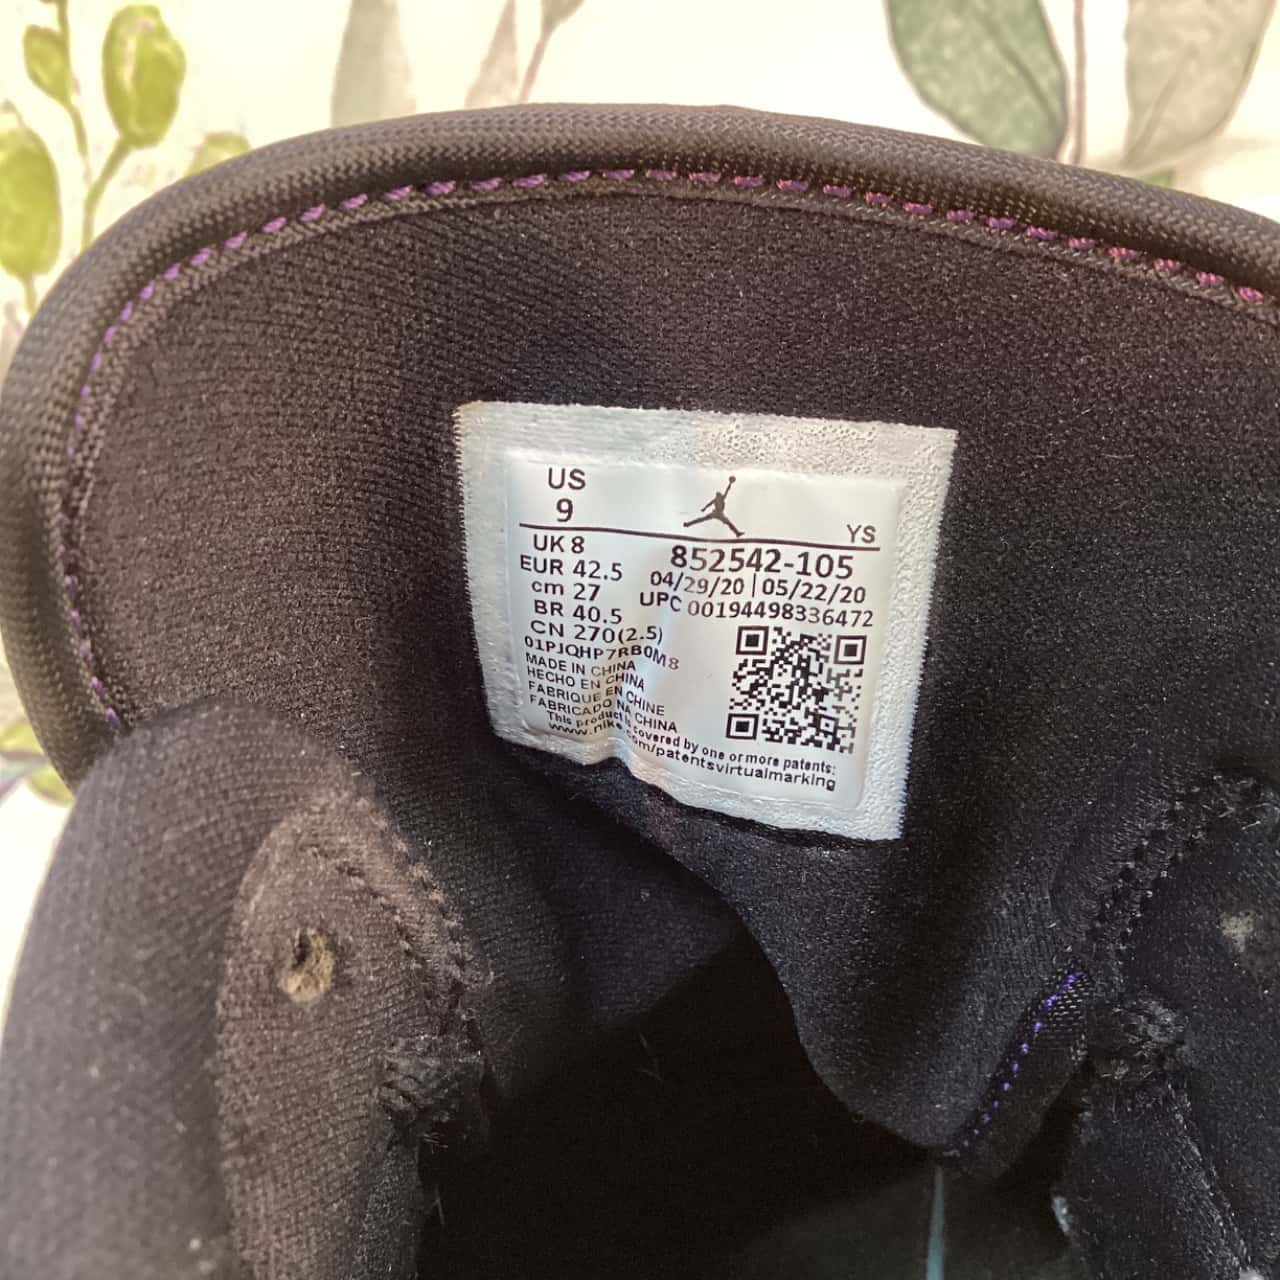 US
9
YS
UK 8
EUR 42.5
cm 27
BR 40.5
CN 270(2.5)
852542-105
04/29/20 | 05/22/20
UPC 00194498336472
01PJQHP7RB0M8
MADE IN CHINA
HECHO EN CHINA
FABRIQUE EN CHINE
FABRICADO NA CHINA
This product is covered by one or more patents:
www.nike.com/patentsvirtualmarking